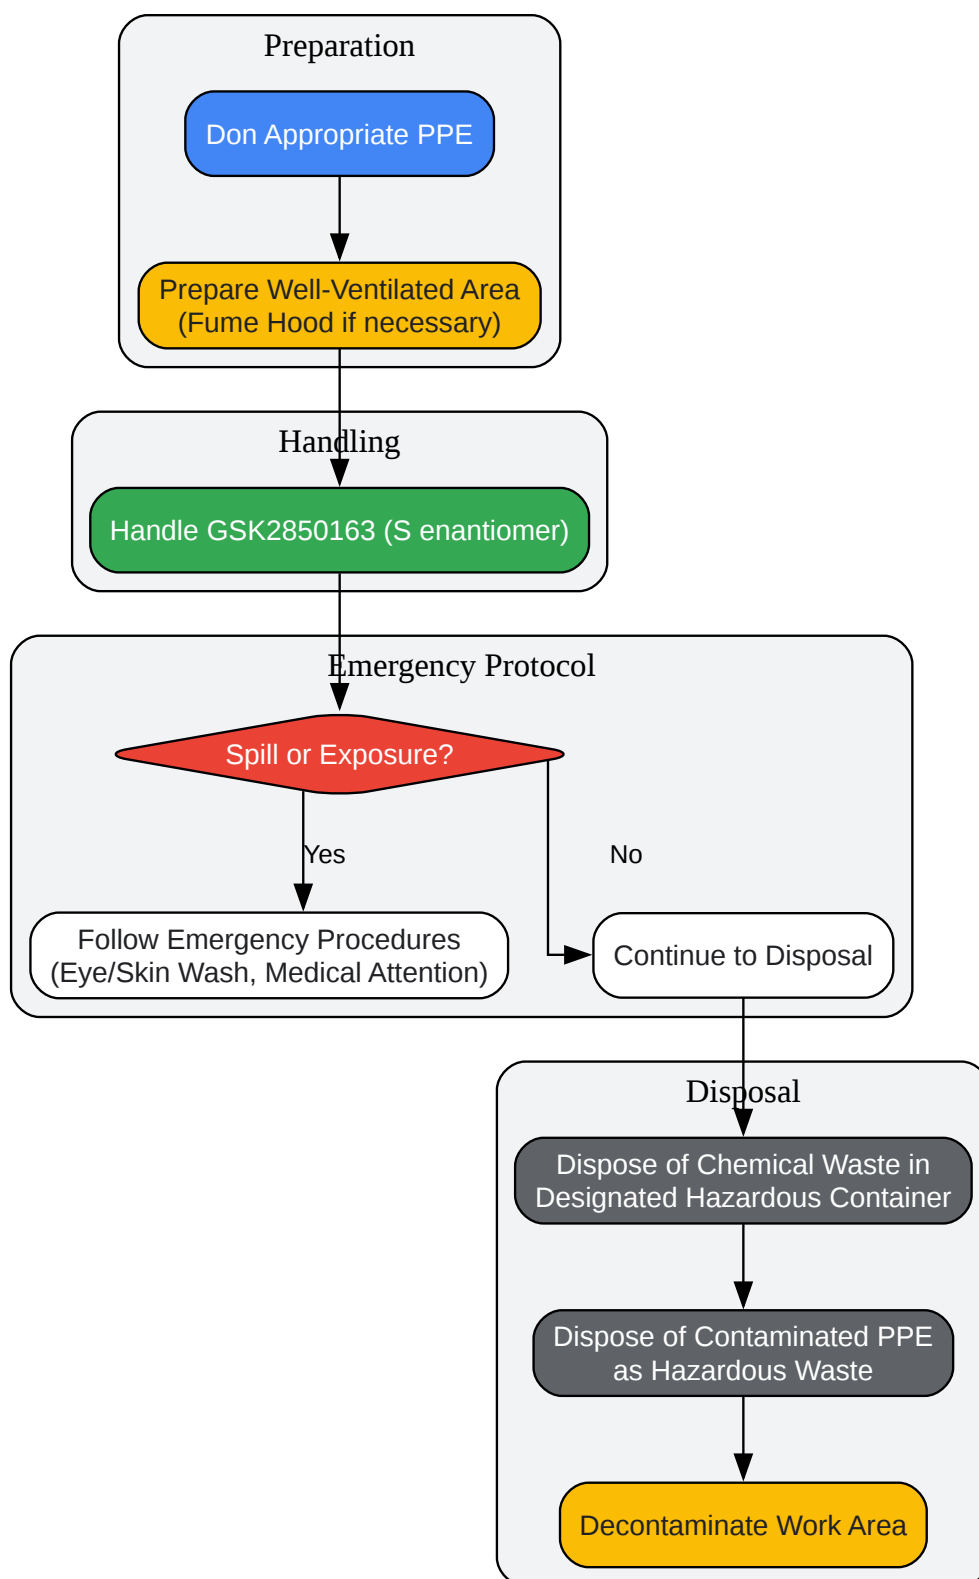 Preparation
Don Appropriate PPE
Prepare Well-Ventilated Area
(Fume Hood if necessary)
Handling
Handle GSK2850163 (S enantiomer)
Emergency Protocol
Spill or Exposure?
Yes
No
Follow Emergency Procedures
(Eye/Skin Wash, Medical Attention)
Continue to Disposal
Disposal
Dispose of Chemical Waste in
Designated Hazardous Container
Dispose of Contaminated PPE
as Hazardous Waste
Decontaminate Work Area